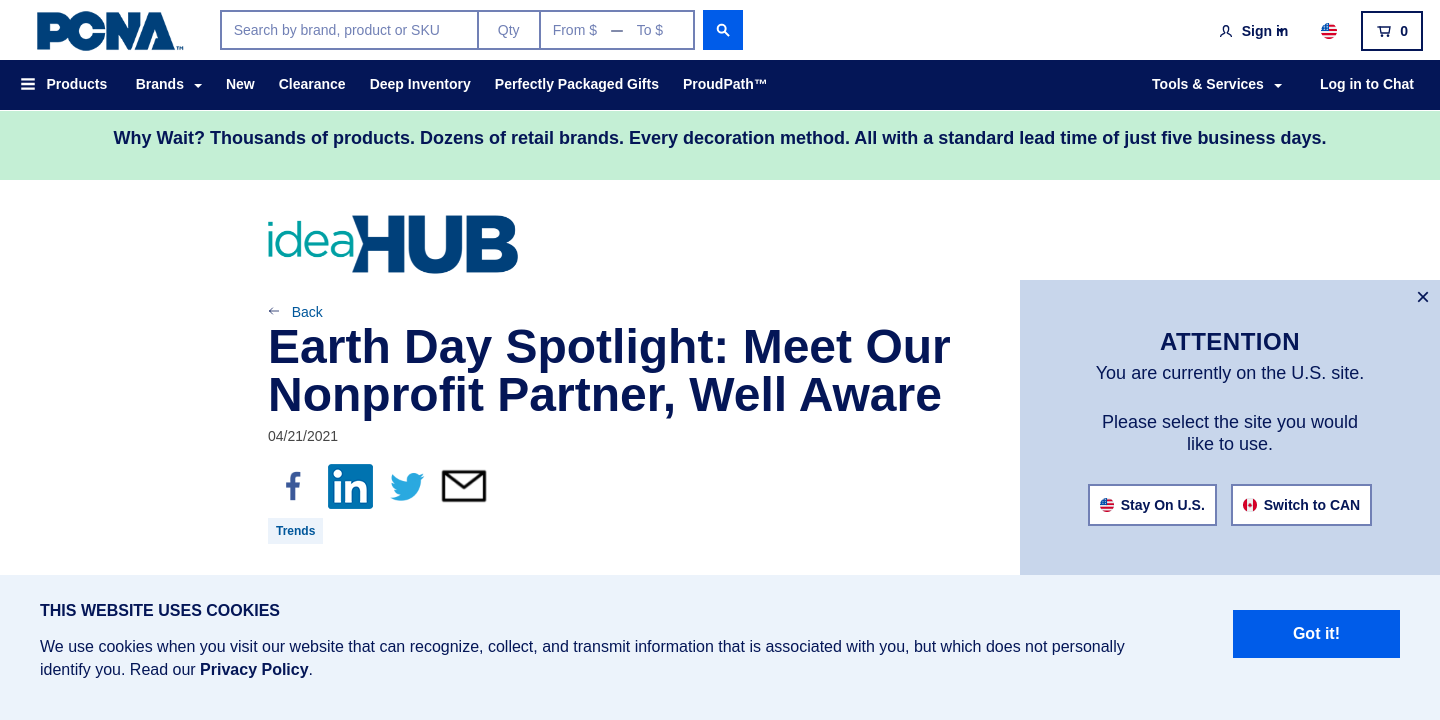 PCNA™
Search by brand, product or SKU
Qty
From $ — To $
Sign in
0
Products
Brands
New
Clearance
Deep Inventory
Perfectly Packaged Gifts
ProudPath™
Tools & Services
Log in to Chat
Why Wait? Thousands of products. Dozens of retail brands. Every decoration method. All with a standard lead time of just five business days.
ideaHUB
Back
Earth Day Spotlight: Meet Our
Nonprofit Partner, Well Aware
04/21/2021
f
in
Trends
×
ATTENTION
You are currently on the U.S. site.
Please select the site you would
like to use.
Stay On U.S.
Switch to CAN
THIS WEBSITE USES COOKIES
We use cookies when you visit our website that can recognize, collect, and transmit information that is associated with you, but which does not personally
identify you. Read our Privacy Policy.
Got it!